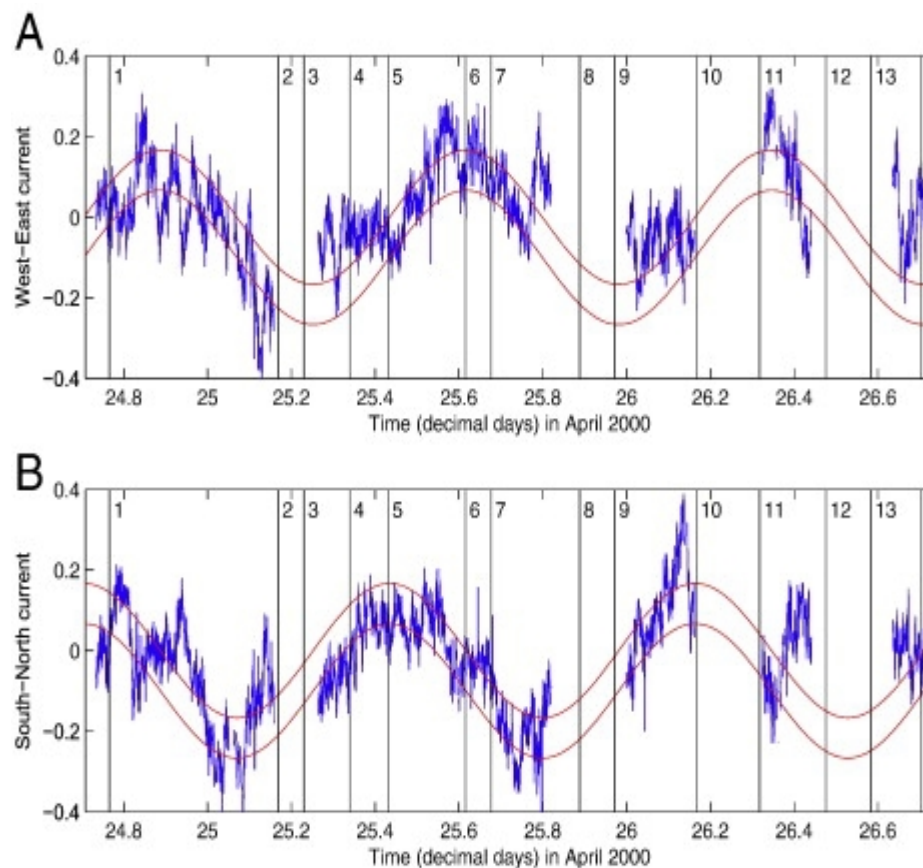 A
0.4
1 2 3 4 5 6 7 8 9 10 11 12 13
0.2
0
−0.2
−0.4
West−East current
24.8 25 25.2 25.4 25.6 25.8 26 26.2 26.4 26.6
Time (decimal days) in April 2000
B
0.4
1 2 3 4 5 6 7 8 9 10 11 12 13
0.2
0
−0.2
−0.4
South−North current
24.8 25 25.2 25.4 25.6 25.8 26 26.2 26.4 26.6
Time (decimal days) in April 2000